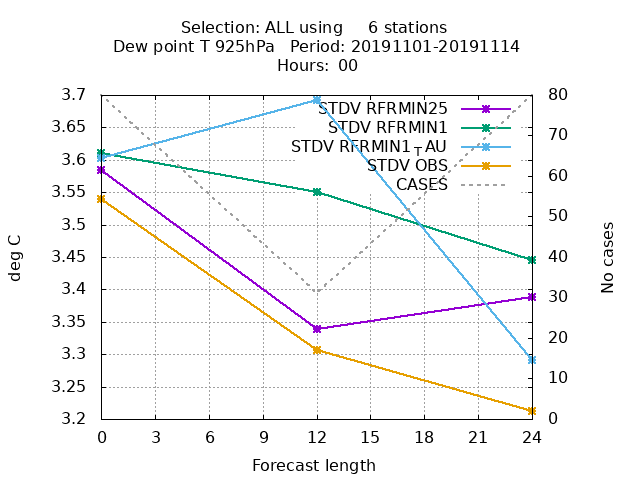 Selection: ALL using 6 stations
Dew point T 925hPa Period: 20191101-20191114
Hours: 00
3.7
3.65
3.6
3.55
3.5
3.45
3.4
3.35
3.3
3.25
3.2
deg C
STDV RFRMIN25
STDV RFRMIN1
STDV RFRMIN1TAU
STDV OBS
CASES
80
70
60
50
40
30
20
10
0
No cases
0 3 6 9 12 15 18 21 24
Forecast length